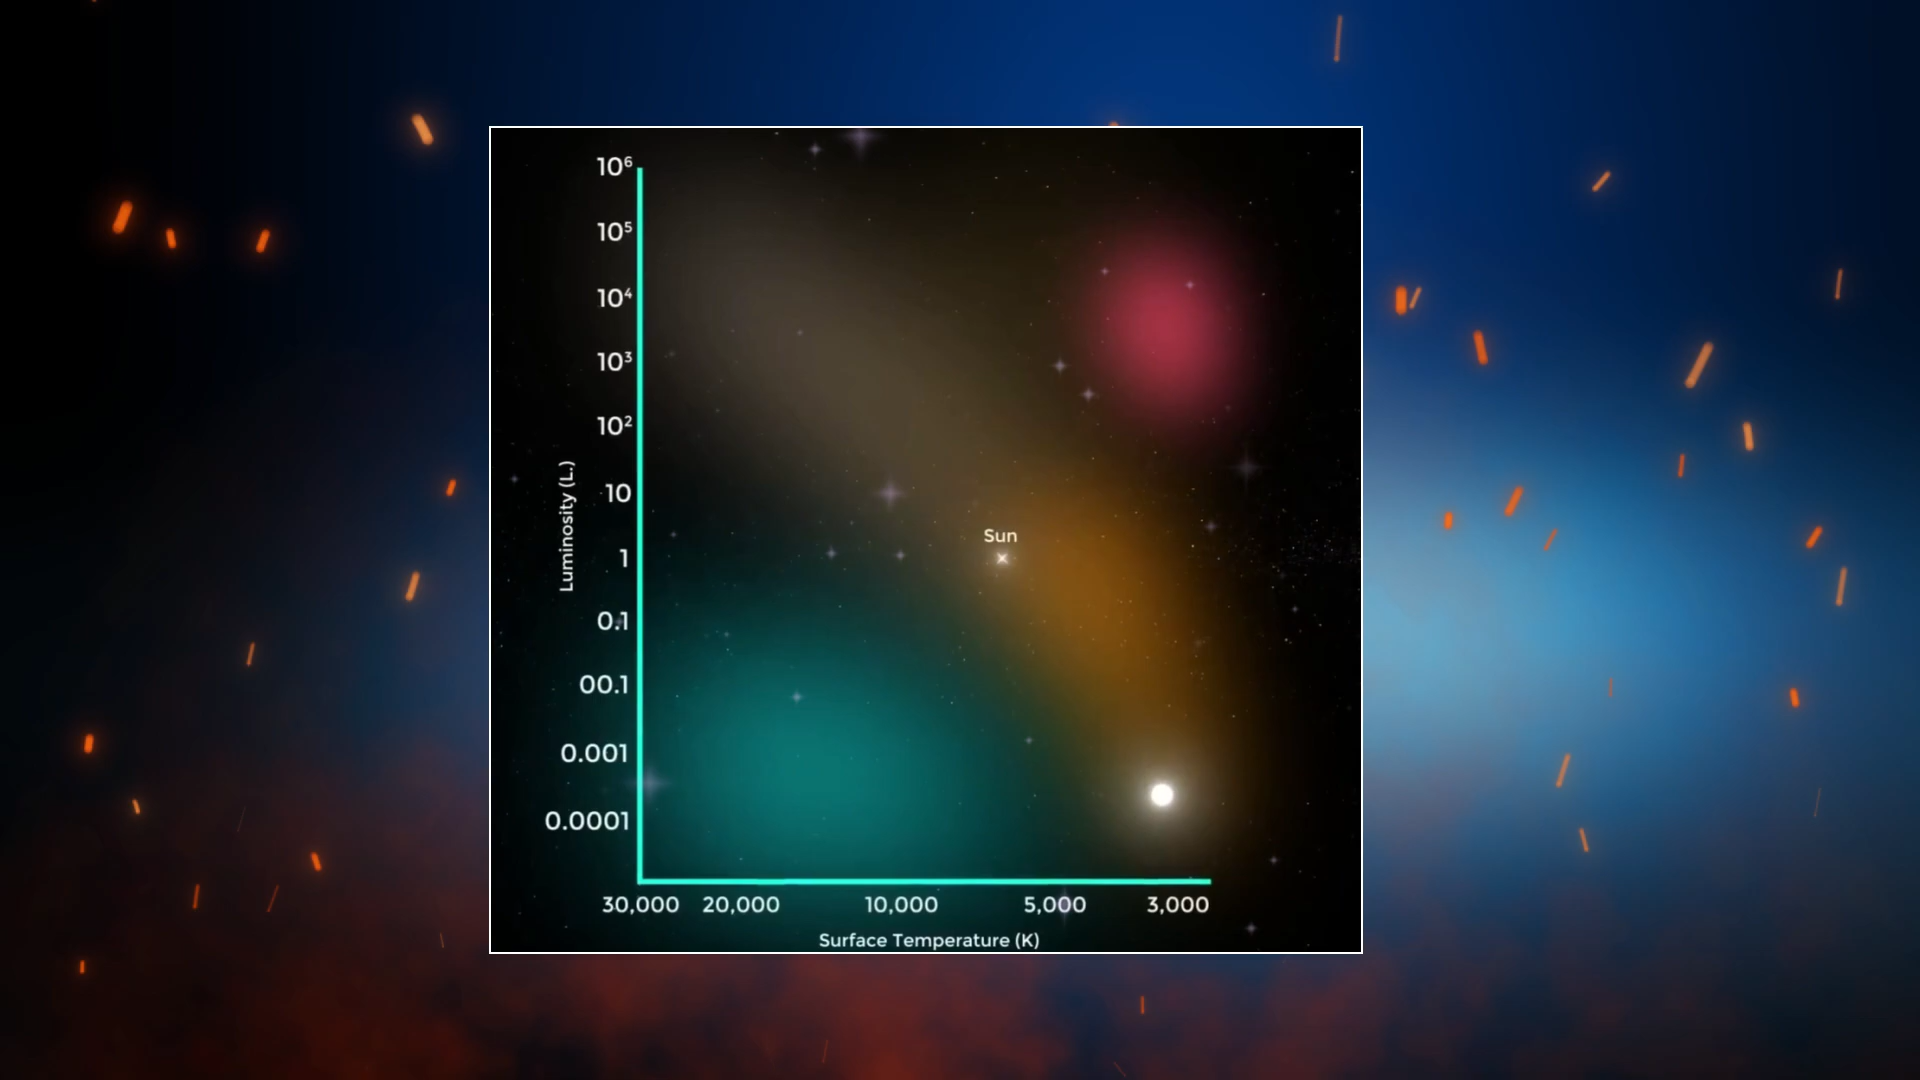 10⁶
10⁵
10⁴
10³
10²
10
1
0.1
00.1
0.001
0.0001
Luminosity (L.)
Sun
30,000 20,000 10,000 5,000 3,000
Surface Temperature (K)